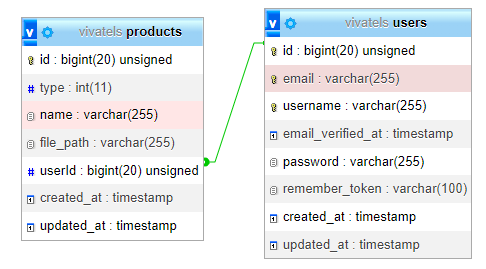 v vivatels products
id : bigint(20) unsigned
type : int(11)
name : varchar(255)
file_path : varchar(255)
userId : bigint(20) unsigned
created_at : timestamp
updated_at : timestamp
v vivatels users
id : bigint(20) unsigned
email : varchar(255)
username : varchar(255)
email_verified_at : timestamp
password : varchar(255)
remember_token : varchar(100)
created_at : timestamp
updated_at : timestamp